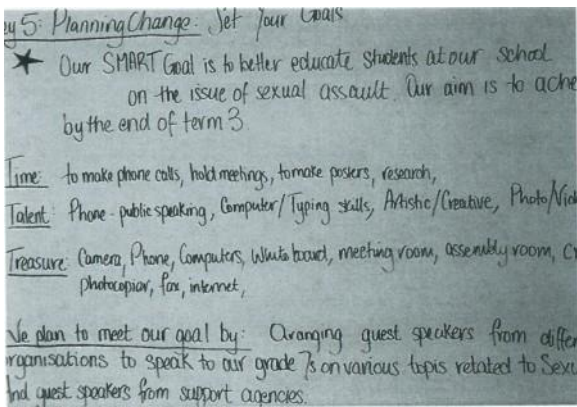 5: Planning Change: Set Your Goals
Our SMART Goal is to better educate students at our school
on the issue of sexual assault. Our aim is to
by the end of term 3
Time: to make phone calls, hold meetings, to make posters, research,
Talent: Phone-public speaking, Computer/Typing skills, Artistic/Creative, Photo/
Treasure: Camera, Phone, Computers, White board, meeting room, assembly room,
photocopier, fax, internet,
We plan to meet our goal by: Aranging guest speakers from
organisations to speak to our grade 7s on various topis retated to
and guest speakers from support agencies.